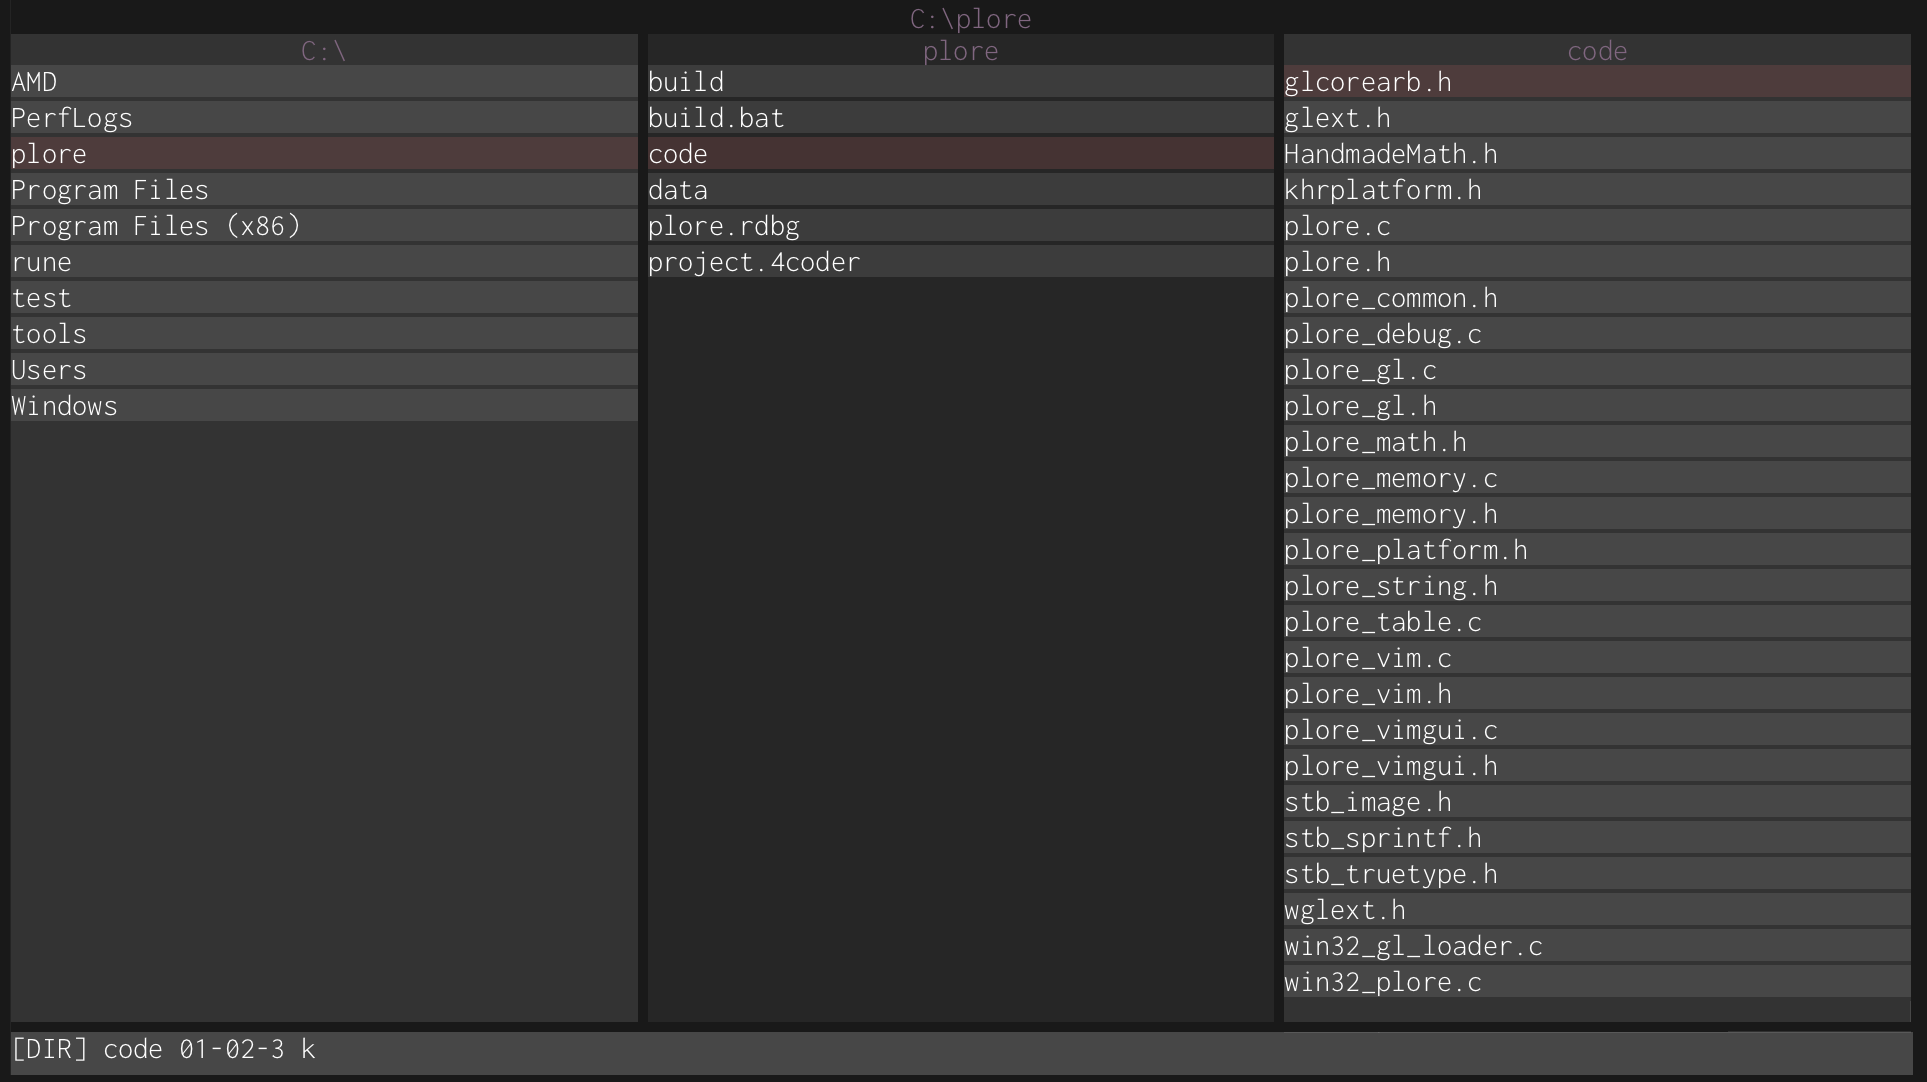 C:\plore
C:\
AMD
PerfLogs
plore
Program Files
Program Files (x86)
rune
test
tools
Users
Windows
plore
build
build.bat
code
data
plore.rdbg
project.4coder
code
glcorearb.h
glext.h
HandmadeMath.h
khrplatform.h
plore.c
plore.h
plore_common.h
plore_debug.c
plore_gl.c
plore_gl.h
plore_math.h
plore_memory.c
plore_memory.h
plore_platform.h
plore_string.h
plore_table.c
plore_vim.c
plore_vim.h
plore_vimgui.c
plore_vimgui.h
stb_image.h
stb_sprintf.h
stb_truetype.h
wglext.h
win32_gl_loader.c
win32_plore.c
[DIR] code 01-02-3 k